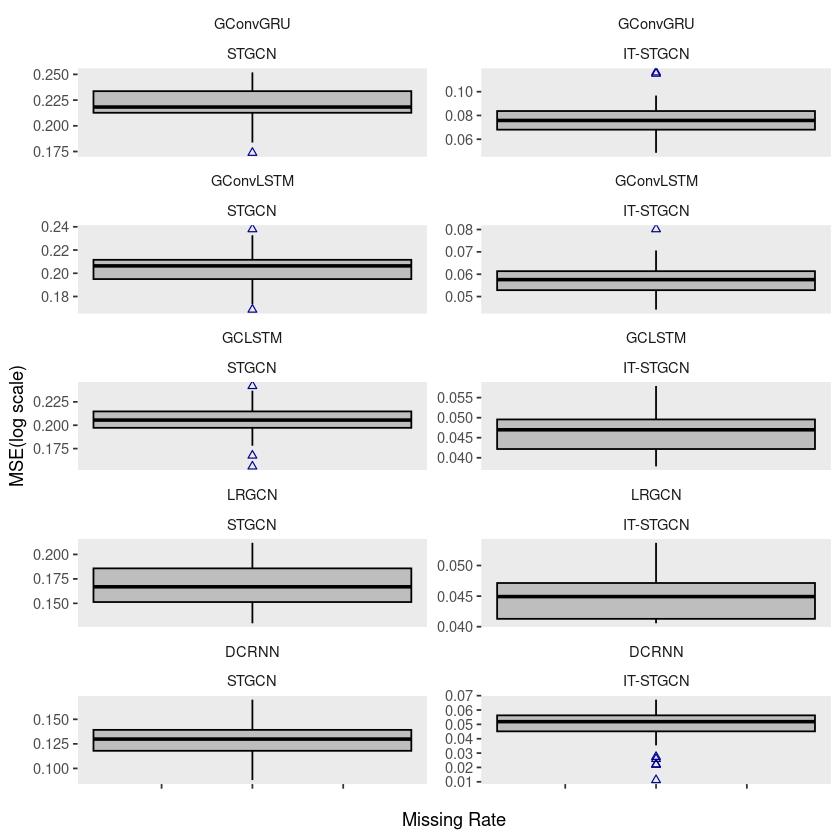 GConvGRU
STGCN
0.250
0.225
0.200
0.175
GConvGRU
IT-STGCN
0.10
0.08
0.06
GConvLSTM
STGCN
0.24
0.22
0.20
0.18
GConvLSTM
IT-STGCN
0.08
0.07
0.06
0.05
GCLSTM
STGCN
0.225
0.200
0.175
GCLSTM
IT-STGCN
0.055
0.050
0.045
0.040
LRGCN
STGCN
0.200
0.175
0.150
LRGCN
IT-STGCN
0.050
0.045
0.040
DCRNN
STGCN
0.150
0.125
0.100
DCRNN
IT-STGCN
0.07
0.06
0.05
0.04
0.03
0.02
0.01
MSE(log scale)
Missing Rate